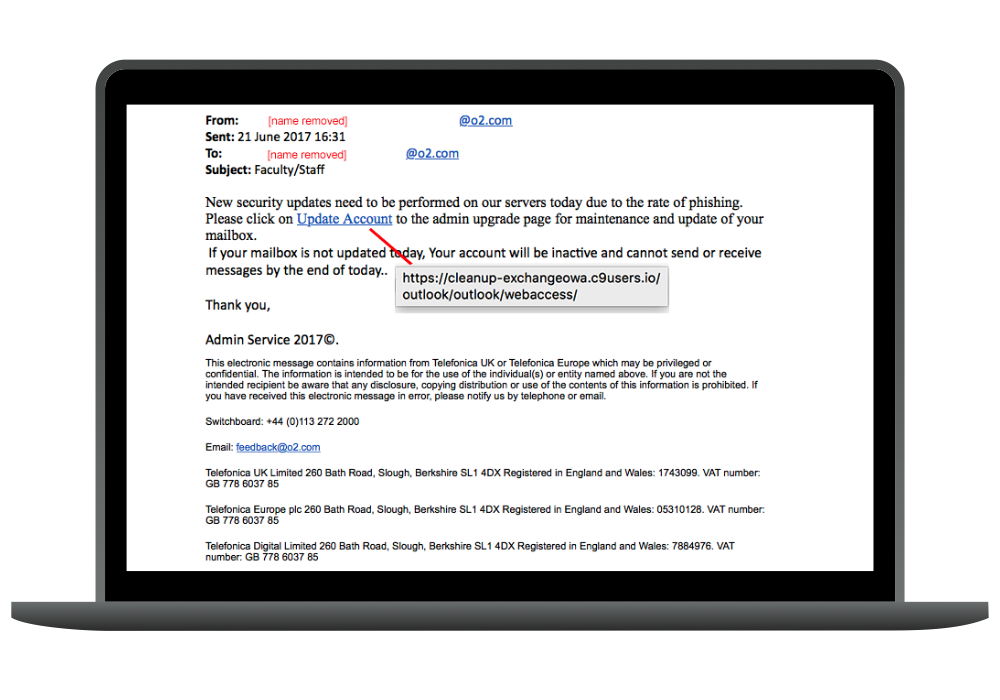 From: [name removed] @o2.com
Sent: 21 June 2017 16:31
To: [name removed] @o2.com
Subject: Faculty/Staff
New security updates need to be performed on our servers today due to the rate of phishing.
Please click on Update Account to the admin upgrade page for maintenance and update of your
mailbox.
If your mailbox is not updated today, Your account will be inactive and cannot send or receive
messages by the end of today..
https://cleanup-exchangeowa.c9users.io/
outlook/outlook/webaccess/
Thank you,
Admin Service 2017©.
This electronic message contains information from Telefonica UK or Telefonica Europe which may be privileged or
confidential. The information is intended to be for the use of the individual(s) or entity named above. If you are not the
intended recipient be aware that any disclosure, copying distribution or use of the contents of this information is prohibited. If
you have received this electronic message in error, please notify us by telephone or email.
Switchboard: +44 (0)113 272 2000
Email: feedback@o2.com
Telefonica UK Limited 260 Bath Road, Slough, Berkshire SL1 4DX Registered in England and Wales: 1743099. VAT number:
GB 778 6037 85
Telefonica Europe plc 260 Bath Road, Slough, Berkshire SL1 4DX Registered in England and Wales: 05310128. VAT number:
GB 778 6037 85
Telefonica Digital Limited 260 Bath Road, Slough, Berkshire SL1 4DX Registered in England and Wales: 7884976. VAT
number: GB 778 6037 85